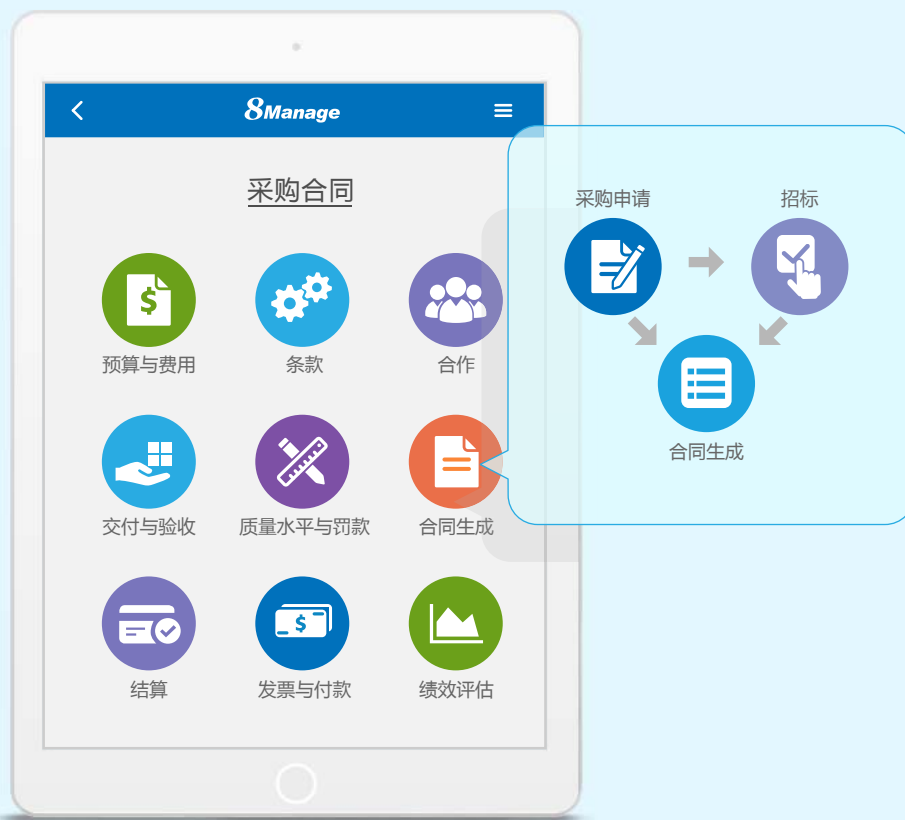 8Manage
采购合同
预算与费用
条款
合作
交付与验收
质量水平与罚款
合同生成
结算
发票与付款
绩效评估
采购申请
招标
合同生成
$
$